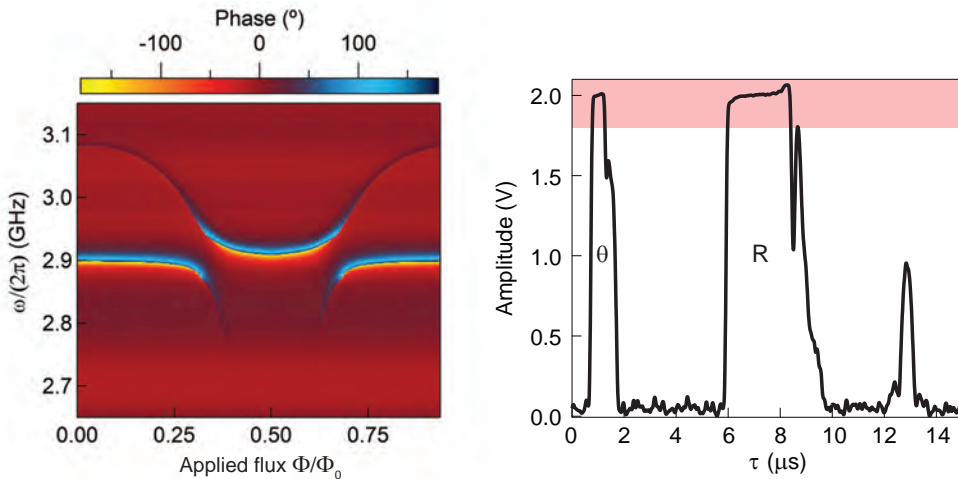 Phase (º)
-100 0 100
3.1
3.0
2.9
2.8
2.7
ω/(2π) (GHz)
0.00 0.25 0.50 0.75
Applied flux Φ/Φ₀
2.0
1.5
1.0
0.5
0.0
Amplitude (V)
θ
R
0 2 4 6 8 10 12 14
τ (μs)